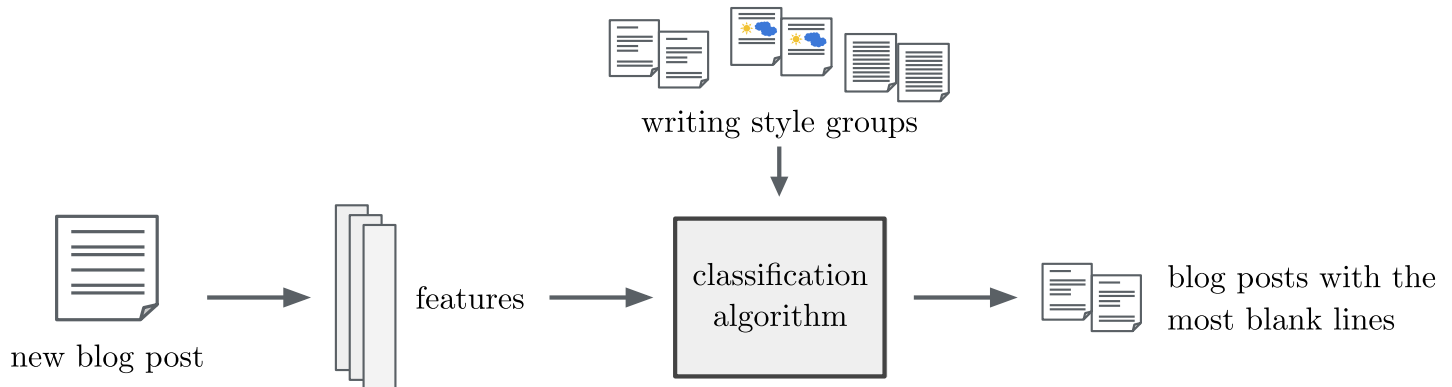 writing style groups
new blog post
features
classification
algorithm
blog posts with the
most blank lines